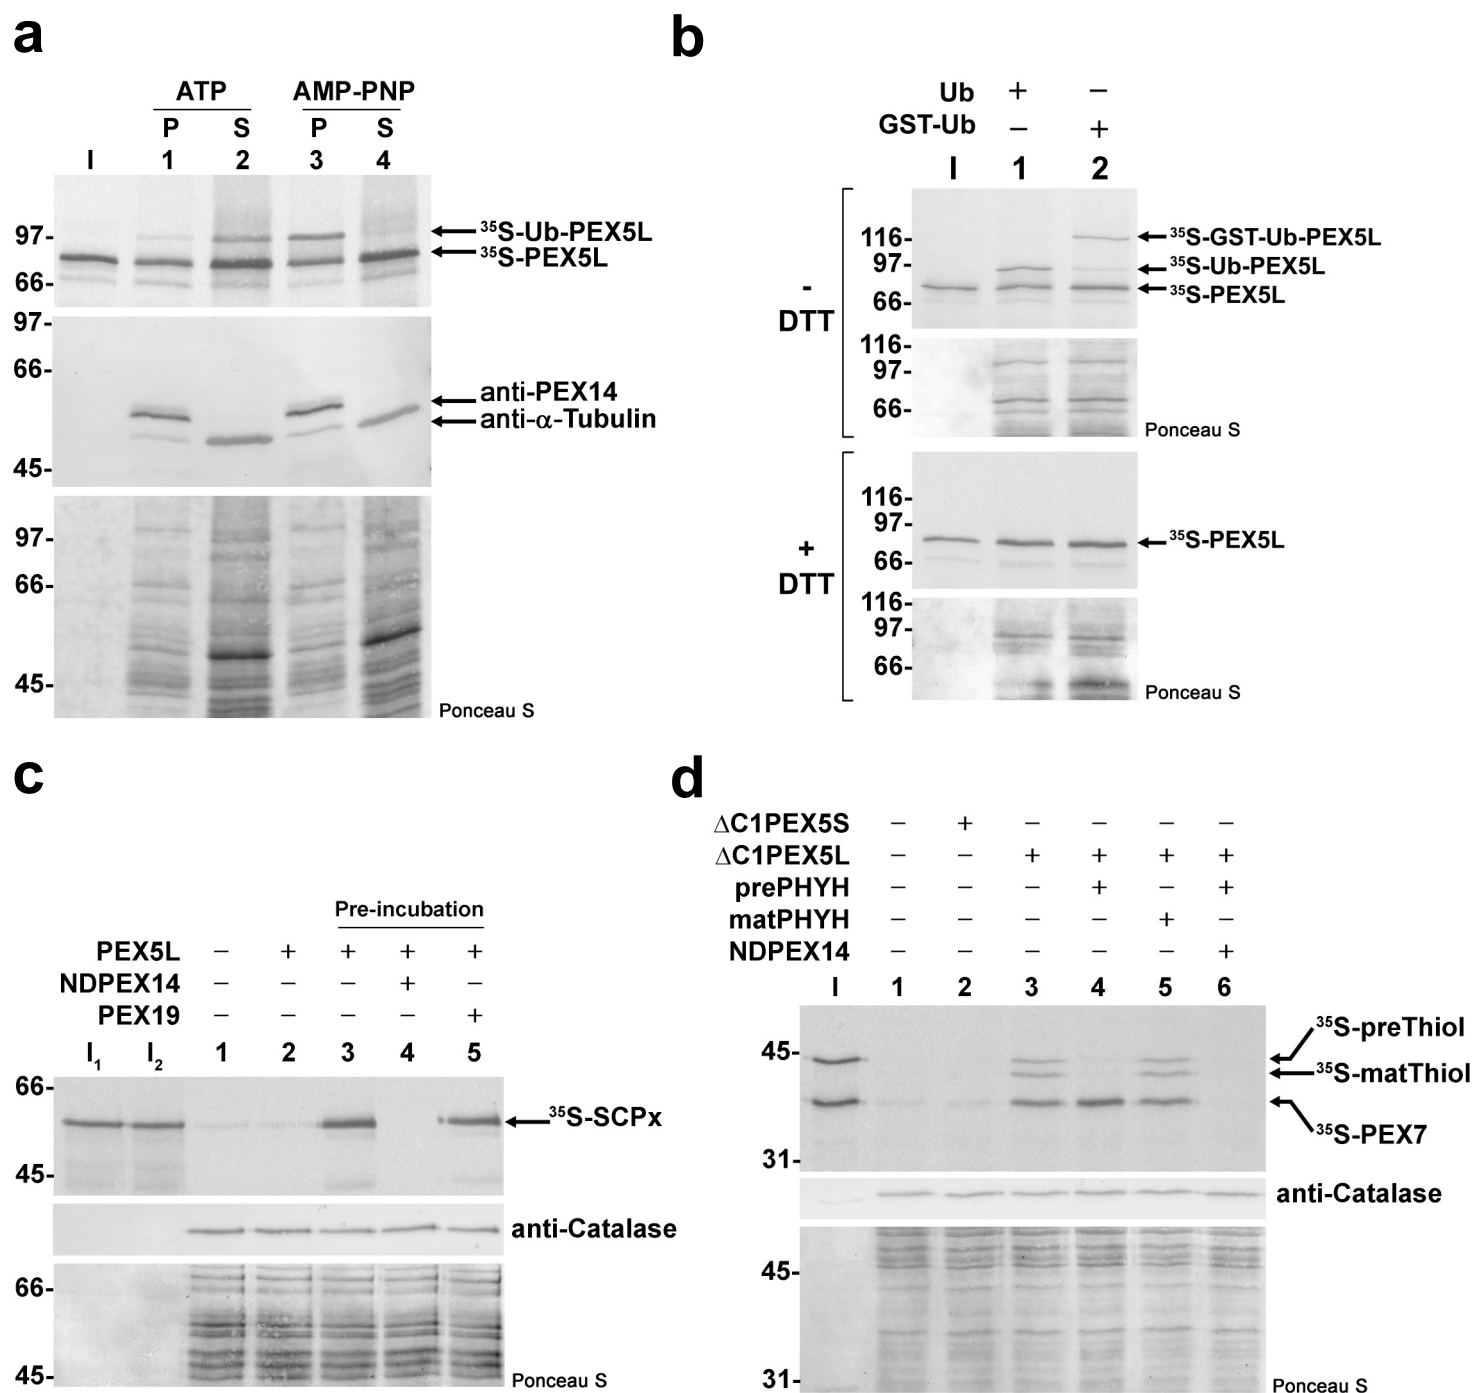 a
ATP AMP-PNP
P S P S
I 1 2 3 4
97-
66-
35S-Ub-PEX5L
35S-PEX5L
97-
66-
45-
anti-PEX14
anti-α-Tubulin
97-
66-
45-
Ponceau S
b
Ub + −
GST-Ub − +
I 1 2
- DTT
116-
97-
66-
35S-GST-Ub-PEX5L
35S-Ub-PEX5L
35S-PEX5L
116-
97-
66-
Ponceau S
+ DTT
116-
97-
66-
35S-PEX5L
116-
97-
66-
Ponceau S
c
Pre-incubation
PEX5L − + + + +
NDPEX14 − − − + −
PEX19 − − − − +
I1 I2 1 2 3 4 5
66-
45-
35S-SCPx
anti-Catalase
66-
45-
Ponceau S
d
ΔC1PEX5S − + − − − −
ΔC1PEX5L − − + + + +
prePHYH − − − + − +
matPHYH − − − − + −
NDPEX14 − − − − − +
I 1 2 3 4 5 6
45-
31-
35S-preThiol
35S-matThiol
35S-PEX7
anti-Catalase
45-
31-
Ponceau S